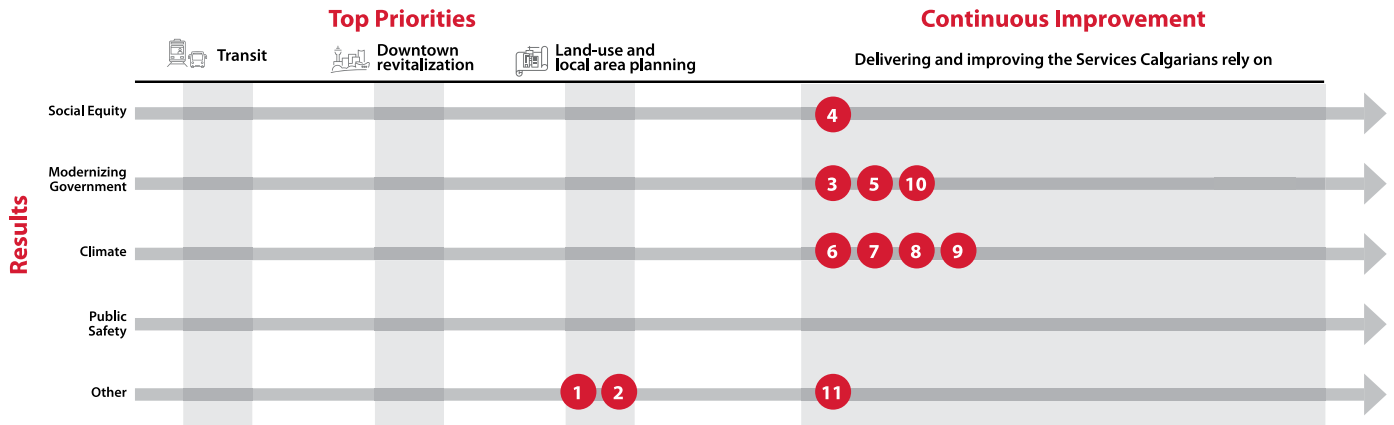 Top Priorities
Continuous Improvement
Transit
Downtown
revitalization
Land-use and
local area planning
Delivering and improving the Services Calgarians rely on
Results
Social Equity
4
Modernizing
Government
3 5 10
Climate
6 7 8 9
Public
Safety
Other
1 2 11